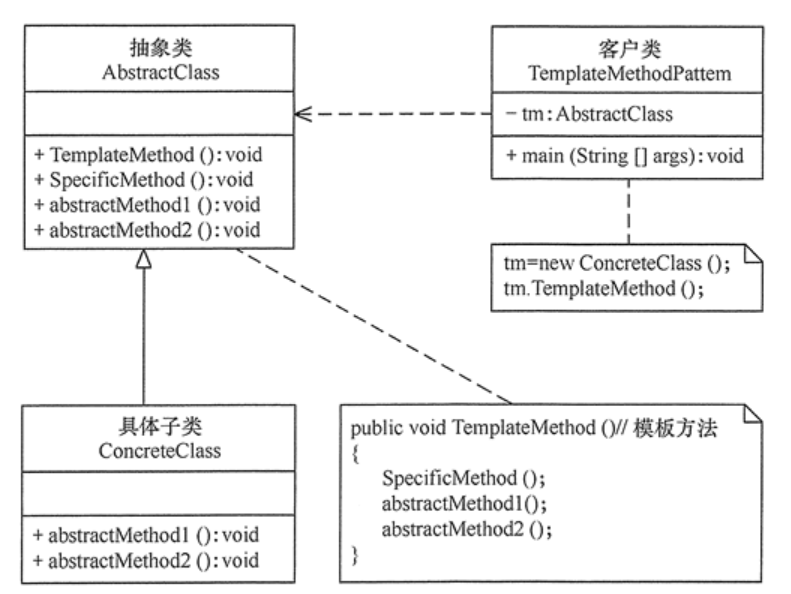 抽象类
AbstractClass
+ TemplateMethod ():void
+ SpecificMethod ():void
+ abstractMethod1 ():void
+ abstractMethod2 ():void
客户类
TemplateMethodPattem
− tm:AbstractClass
+ main (String [] args):void
tm=new ConcreteClass ();
tm.TemplateMethod ();
具体子类
ConcreteClass
+ abstractMethod1 ():void
+ abstractMethod2 ():void
public void TemplateMethod ()// 模板方法
{
SpecificMethod ();
abstractMethod1();
abstractMethod2 ();
}